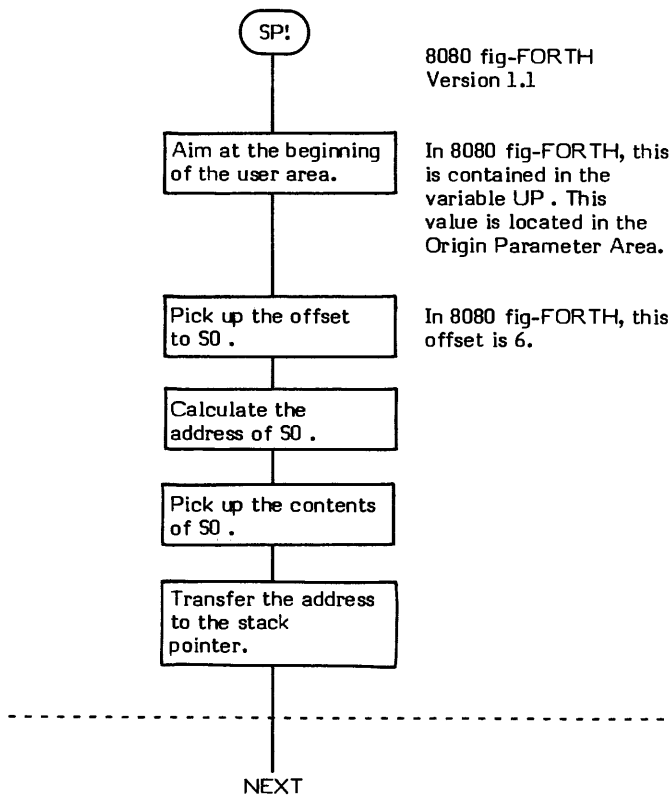 SP!
8080 fig-FORTH
Version 1.1
Aim at the beginning
of the user area.
In 8080 fig-FORTH, this
is contained in the
variable UP . This
value is located in the
Origin Parameter Area.
Pick up the offset
to S0 .
In 8080 fig-FORTH, this
offset is 6.
Calculate the
address of S0 .
Pick up the contents
of S0 .
Transfer the address
to the stack
pointer.
NEXT